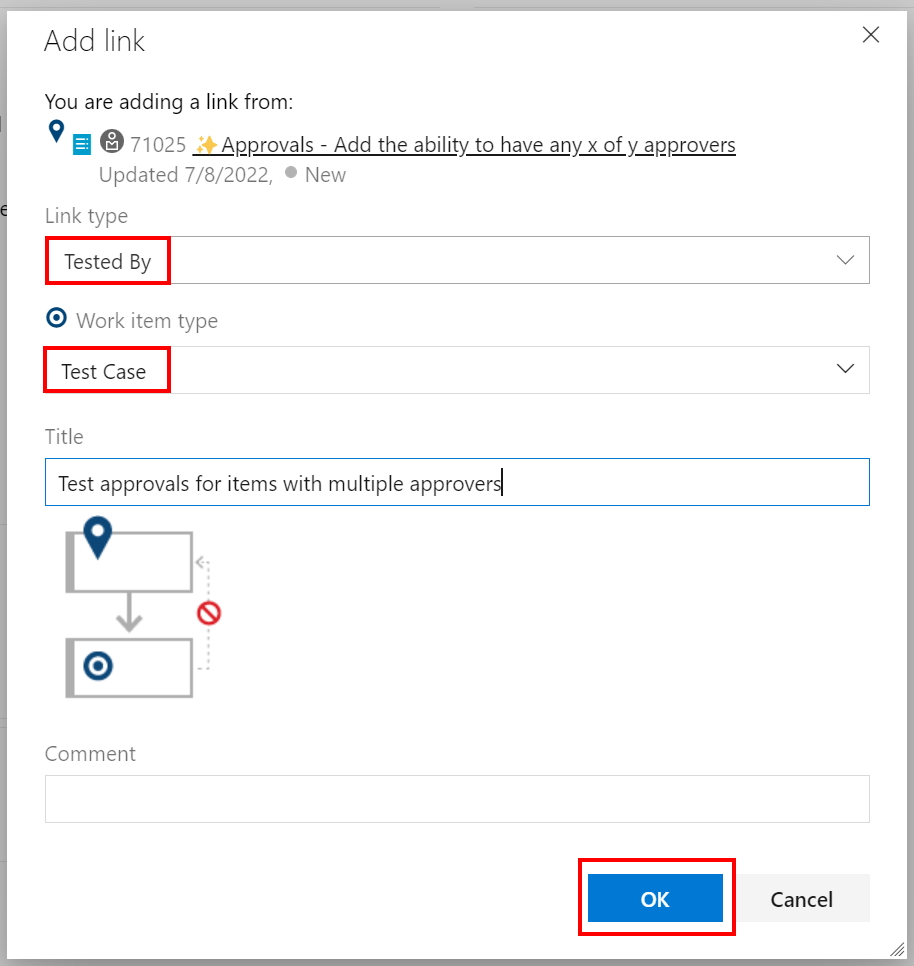 Add link
You are adding a link from:
71025 ✨Approvals - Add the ability to have any x of y approvers
Updated 7/8/2022, New
Link type
Tested By
Work item type
Test Case
Title
Test approvals for items with multiple approvers
Comment
OK Cancel